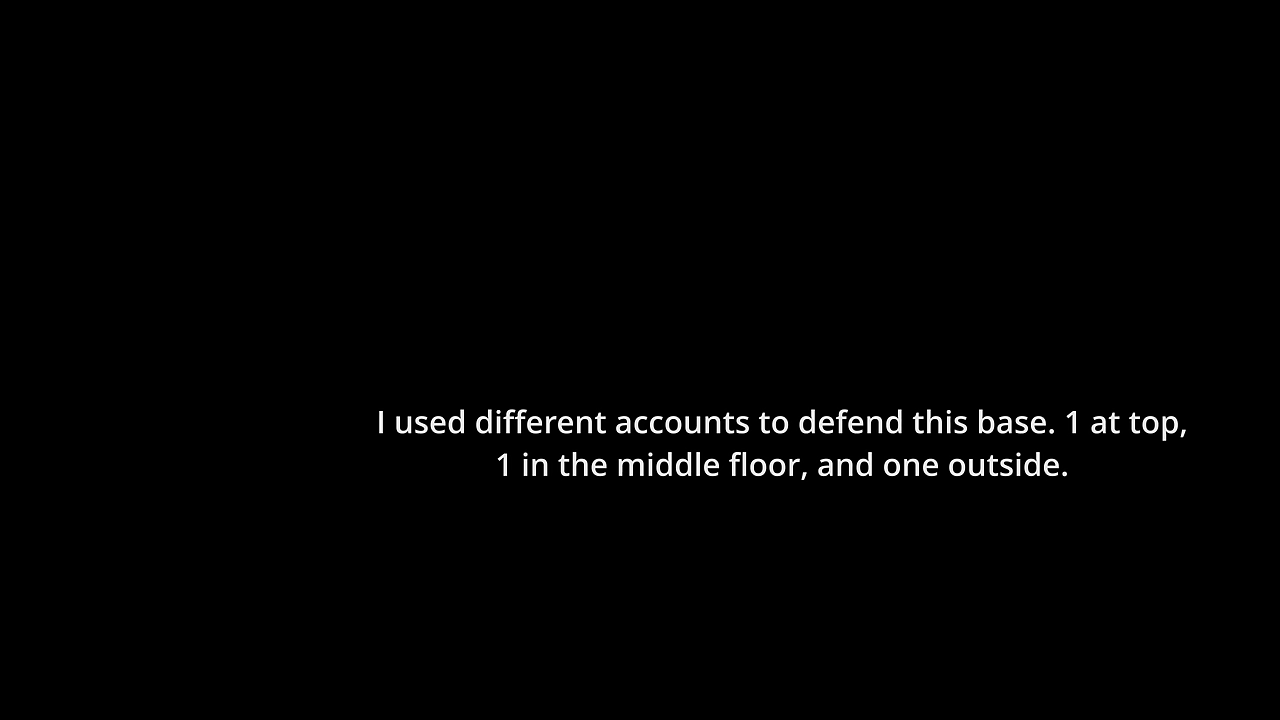 I used different accounts to defend this base. 1 at top,
1 in the middle floor, and one outside.